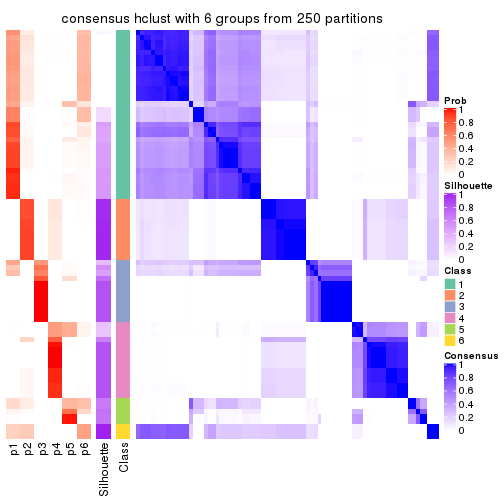 consensus hclust with 6 groups from 250 partitions
Prob
1
0.8
0.6
0.4
0.2
0
Silhouette
1
0.8
0.6
0.4
0.2
0
Class
1
2
3
4
5
6
Consensus
1
0.8
0.6
0.4
0.2
0
p1
p2
p3
p4
p5
p6
Silhouette
Class